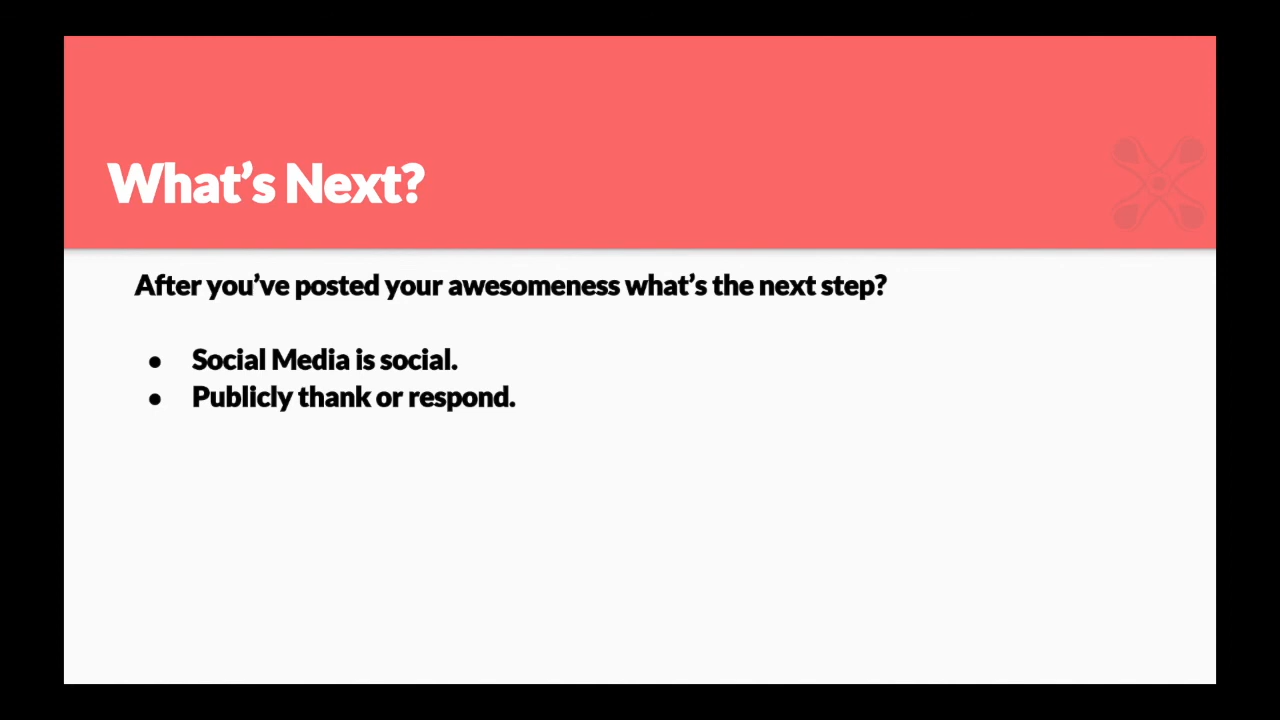 What’s Next?
After you’ve posted your awesomeness what’s the next step?
● Social Media is social.
● Publicly thank or respond.